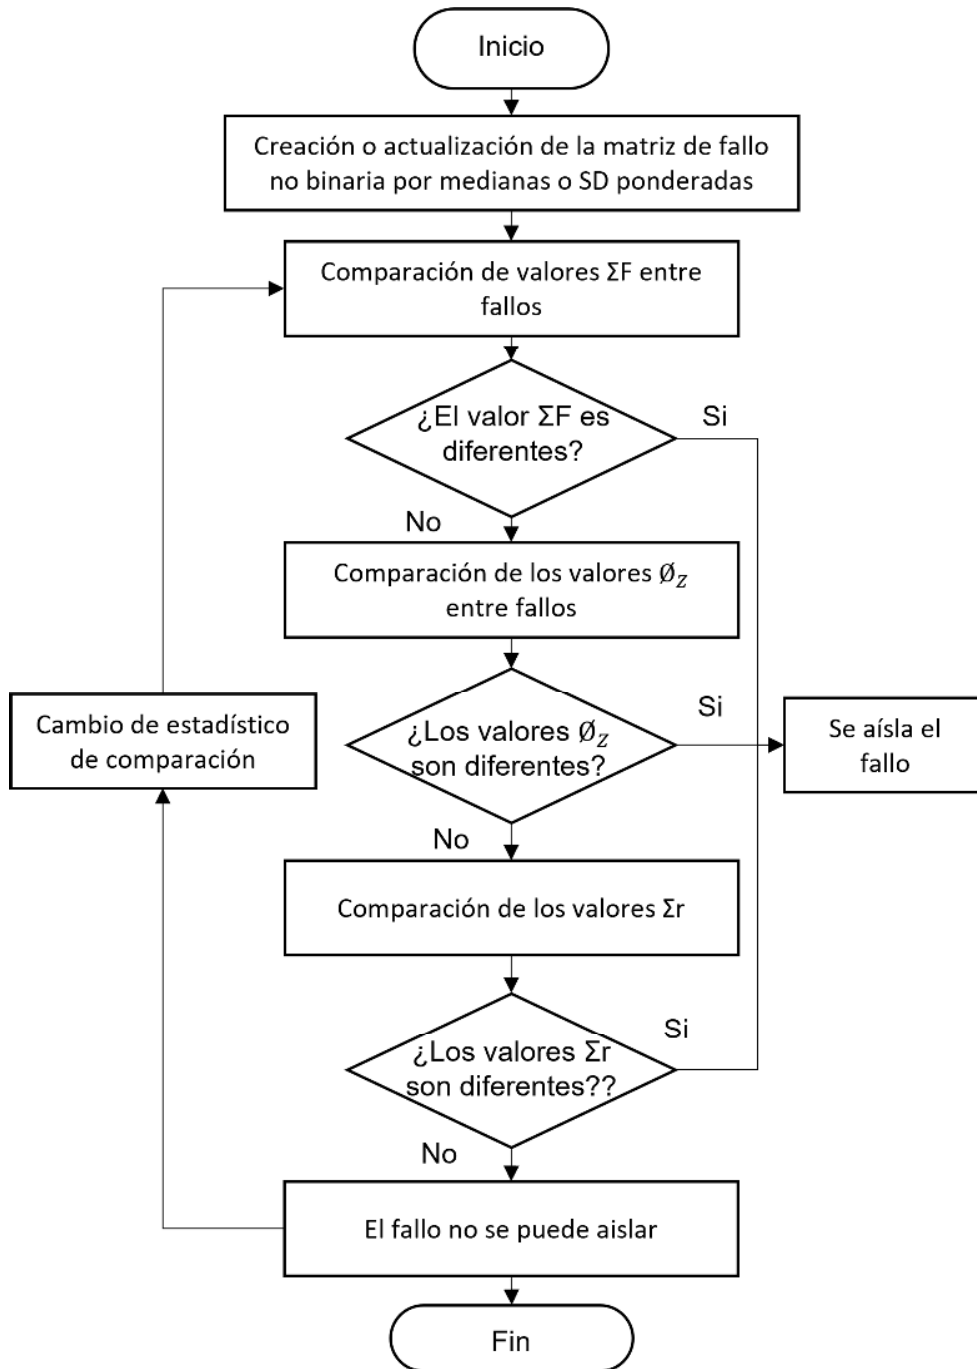 Inicio
Creación o actualización de la matriz de fallo
no binaria por medianas o SD ponderadas
Comparación de valores ΣF entre
fallos
¿El valor ΣF es
diferentes?
Si
No
Comparación de los valores Ø_Z
entre fallos
¿Los valores Ø_Z
son diferentes?
Si
Se aísla el
fallo
Cambio de estadístico
de comparación
No
Comparación de los valores Σr
¿Los valores Σr
son diferentes??
Si
No
El fallo no se puede aislar
Fin